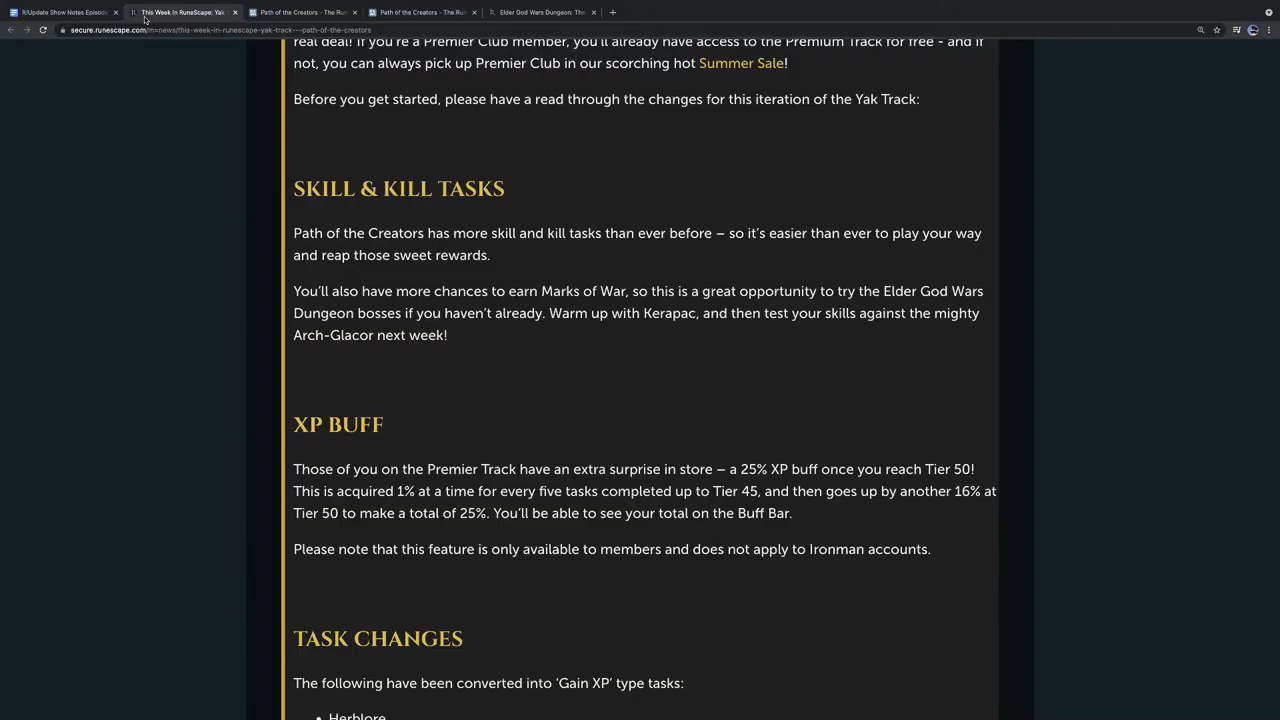 R/Update Show Notes Episode
This Week In RuneScape: Yak
Path of the Creators - The Run
Path of the Creators - The Run
Elder God Wars Dungeon: The
secure.runescape.com/m=news/this-week-in-runescape-yak-track---path-of-the-creators
real deal! If you're a Premier Club member, you'll already have access to the Premium Track for free - and if
not, you can always pick up Premier Club in our scorching hot Summer Sale!
Before you get started, please have a read through the changes for this iteration of the Yak Track:
SKILL & KILL TASKS
Path of the Creators has more skill and kill tasks than ever before – so it's easier than ever to play your way
and reap those sweet rewards.
You'll also have more chances to earn Marks of War, so this is a great opportunity to try the Elder God Wars
Dungeon bosses if you haven't already. Warm up with Kerapac, and then test your skills against the mighty
Arch-Glacor next week!
XP BUFF
Those of you on the Premier Track have an extra surprise in store – a 25% XP buff once you reach Tier 50!
This is acquired 1% at a time for every five tasks completed up to Tier 45, and then goes up by another 16% at
Tier 50 to make a total of 25%. You'll be able to see your total on the Buff Bar.
Please note that this feature is only available to members and does not apply to Ironman accounts.
TASK CHANGES
The following have been converted into 'Gain XP' type tasks:
• Herblore